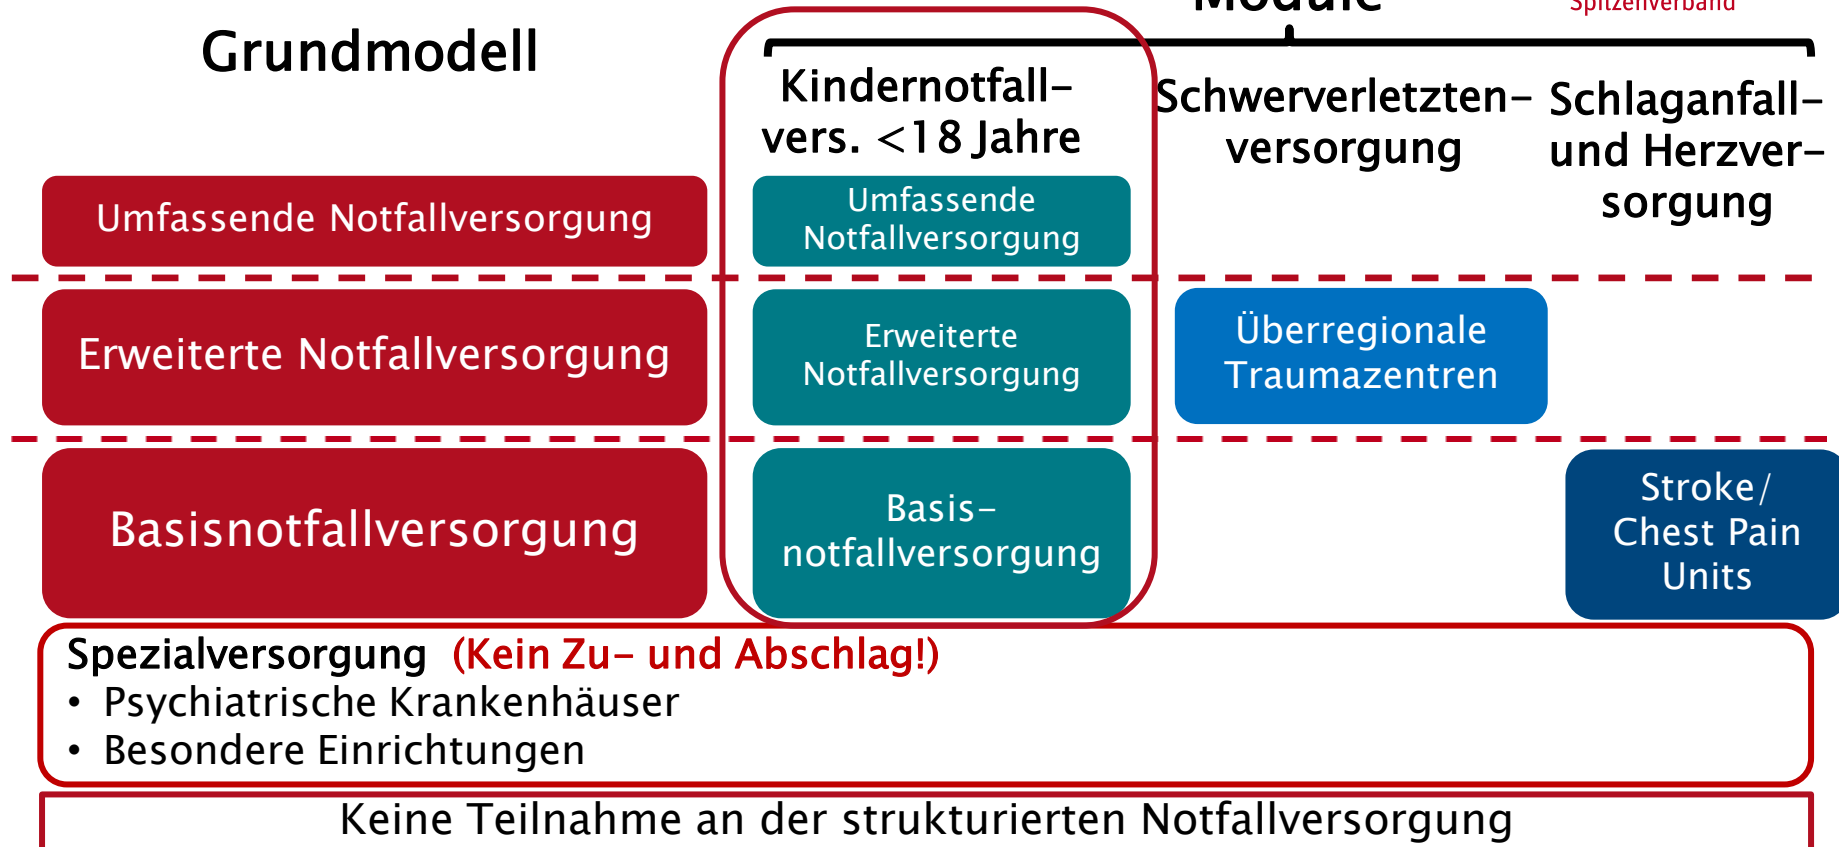 Module
Spitzenverband
Grundmodell
Kindernotfall-
vers. <18 Jahre
Schwerverletzten-
versorgung
Schlaganfall-
und Herzver-
sorgung
Umfassende Notfallversorgung
Umfassende
Notfallversorgung
Erweiterte Notfallversorgung
Erweiterte
Notfallversorgung
Überregionale
Traumazentren
Basisnotfallversorgung
Basis-
notfallversorgung
Stroke/
Chest Pain
Units
Spezialversorgung (Kein Zu- und Abschlag!)
• Psychiatrische Krankenhäuser
• Besondere Einrichtungen
Keine Teilnahme an der strukturierten Notfallversorgung